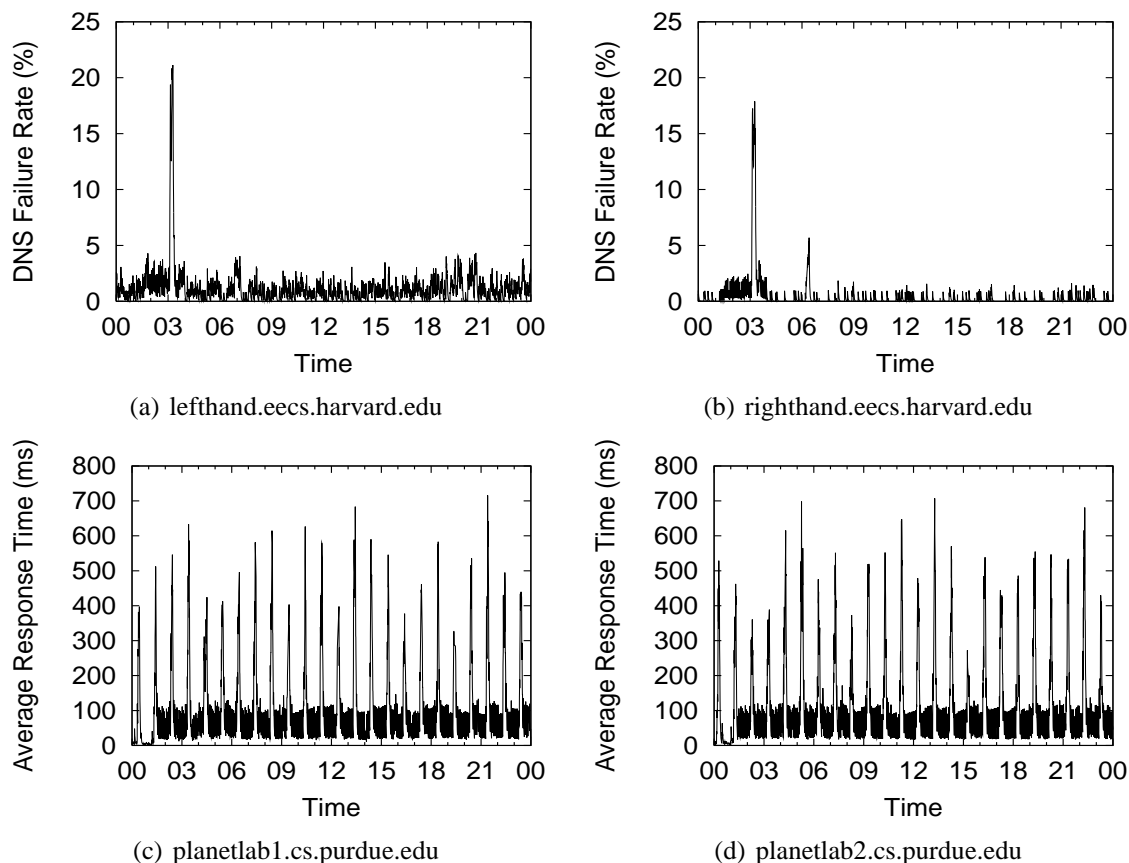 DNS Failure Rate (%)
25
20
15
10
5
0
00 03 06 09 12 15 18 21 00
Time
(a) lefthand.eecs.harvard.edu
DNS Failure Rate (%)
25
20
15
10
5
0
00 03 06 09 12 15 18 21 00
Time
(b) righthand.eecs.harvard.edu
Average Response Time (ms)
800
700
600
500
400
300
200
100
0
00 03 06 09 12 15 18 21 00
Time
(c) planetlab1.cs.purdue.edu
Average Response Time (ms)
800
700
600
500
400
300
200
100
0
00 03 06 09 12 15 18 21 00
Time
(d) planetlab2.cs.purdue.edu